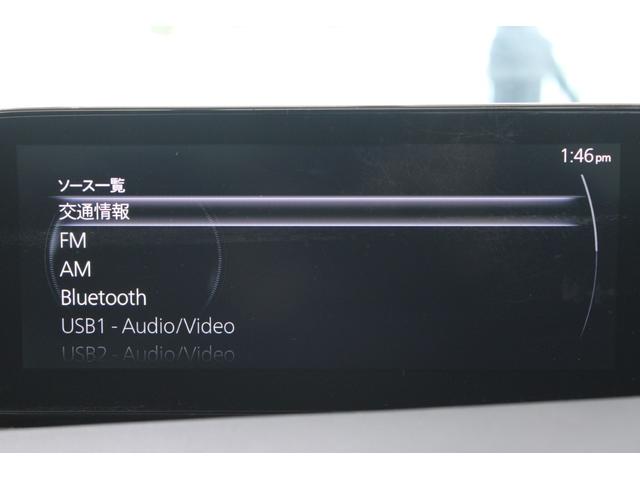 1:46pm
ソース一覧
交通情報
FM
AM
Bluetooth
USB1 - Audio/Video
USB2 - Audio/Video